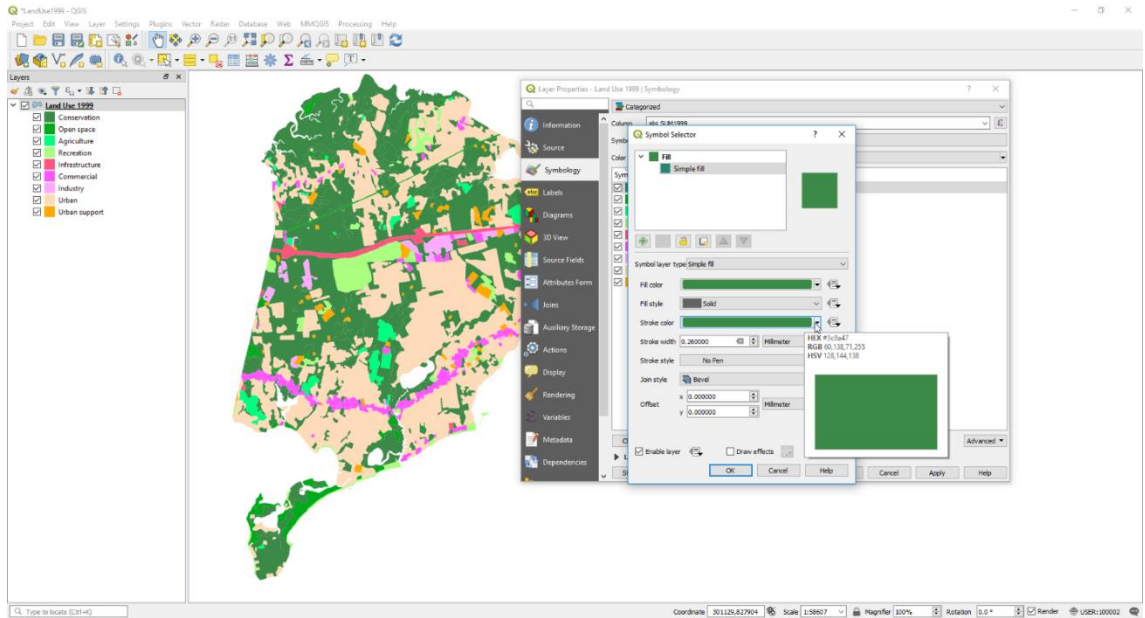 *LandUse1999 - QGIS
Project Edit View Layer Settings Plugins Vector Raster Database Web MMQGIS Processing Help
Layers
Land Use 1999
Conservation
Open space
Agriculture
Recreation
Infrastructure
Commercial
Industry
Urban
Urban support
Layer Properties - Land Use 1999 | Symbology
Information
Source
Symbology
Labels
Diagrams
3D View
Source Fields
Attributes Form
Joins
Auxiliary Storage
Actions
Display
Rendering
Variables
Metadata
Dependencies
Categorized
Column
Color
Symbol Selector
Fill
Simple fill
Symbol layer type Simple fill
Fill color
Fill style Solid
Stroke color
Stroke width 0.260000 Millimeter
Stroke style No Pen
Join style Bevel
Offset x 0.000000 Millimeter
y 0.000000
Enable layer Draw effects
OK Cancel Help
HEX #3c8a47
RGB 60,138,71,255
HSV 128,144,138
Advanced
Cancel Apply Help
Type to locate (Ctrl+K)
Coordinate 301129,827904 Scale 1:58607 Magnifier 100% Rotation 0.0 ° Render USER:100002